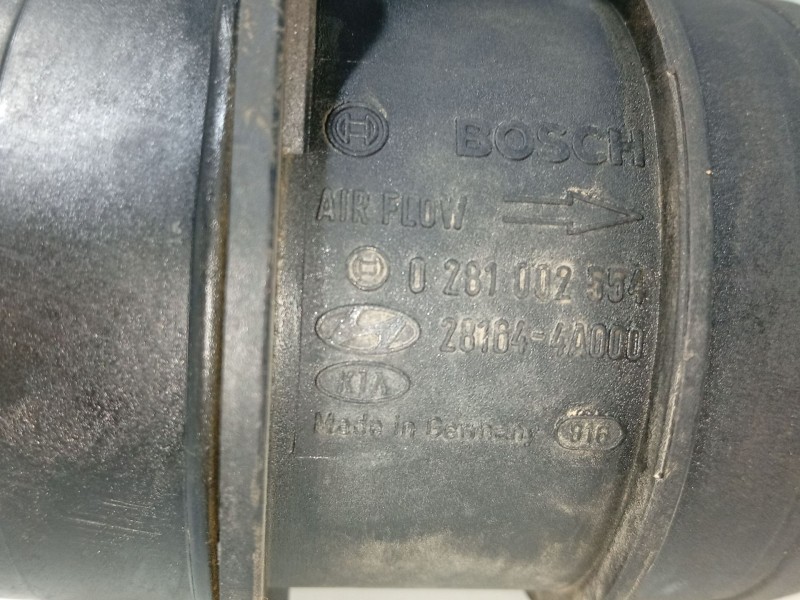 BOSCH
AIR FLOW
0 281 002 554
28164-4A000
KIA
Made in Germany 916